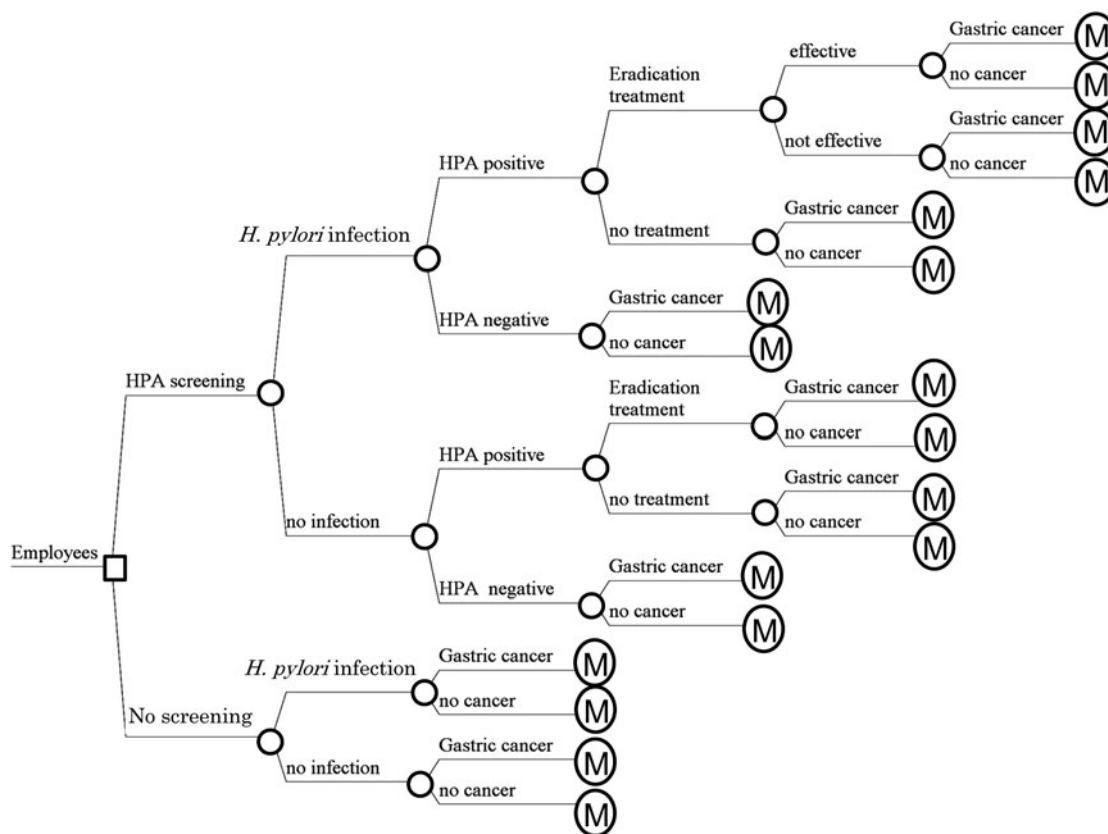 Gastric cancer
M
effective
no cancer
M
Eradication
treatment
Gastric cancer
M
not effective
no cancer
M
HPA positive
Gastric cancer
M
no treatment
no cancer
M
H. pylori infection
Gastric cancer
M
HPA negative
no cancer
M
HPA screening
Eradication
treatment
Gastric cancer
M
no cancer
M
HPA positive
Gastric cancer
M
no treatment
no cancer
M
no infection
Employees
Gastric cancer
M
HPA negative
no cancer
M
H. pylori infection
Gastric cancer
M
no cancer
M
No screening
Gastric cancer
M
no infection
no cancer
M